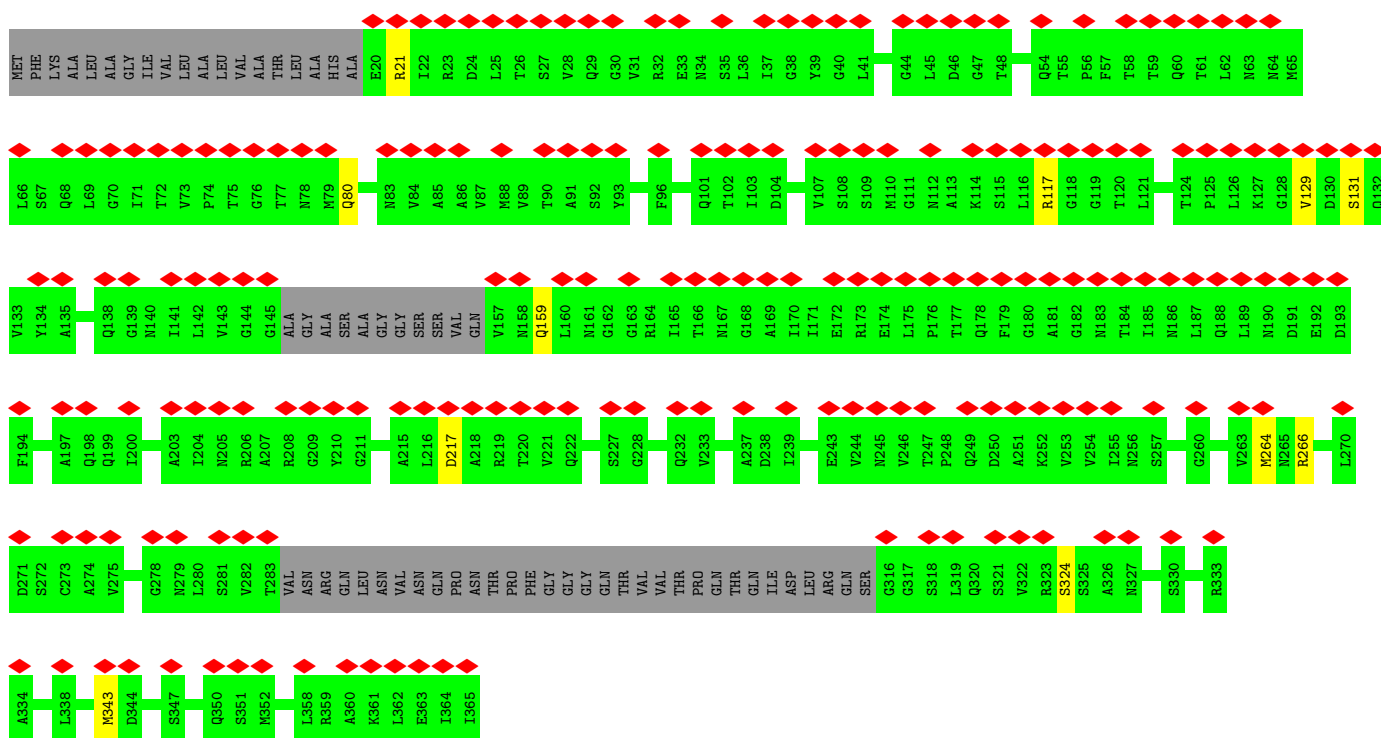 MET PHE LYS ALA LEU ALA ALA GLY ILE VAL LEU ALA LEU VAL ALA THR LEU ALA HIS ALA E20 R21 I22 R23 D24 L25 T26 S27 V28 Q29 G30 V31 R32 E33 N34 S35 L36 I37 G38 Y39 G40 L41 G44 L45 D46 G47 T48 Q54 T55 P56 F57 T58 T59 Q60 T61 L62 N63 N64 M65
L66 S67 Q68 L69 G70 I71 T72 V73 P74 T75 G76 T77 N78 M79 Q80 N83 V84 A85 A86 V87 M88 V89 T90 A91 S92 Y93 F96 Q101 T102 I103 D104 V107 S108 S109 M110 G111 N112 A113 K114 S115 L116 R117 G118 G119 T120 L121 T124 P125 L126 K127 G128 V129 D130 S131 Q132
V133 Y134 A135 Q138 G139 N140 I141 L142 V143 G144 G145 ALA GLY ALA SER ALA GLY GLY SER SER VAL GLN V157 N158 Q159 L160 N161 G162 G163 R164 I165 T166 N167 G168 A169 I170 I171 E172 R173 E174 L175 P176 T177 Q178 F179 G180 A181 G182 N183 T184 I185 N186 L187 Q188 L189 N190 D191 E192 D193
F194 A197 Q198 Q199 I200 A203 I204 N205 R206 A207 R208 G209 Y210 G211 A215 L216 D217 A218 R219 T220 V221 Q222 S227 G228 Q232 V233 A237 D238 I239 E243 V244 N245 V246 T247 P248 Q249 D250 A251 K252 V253 V254 I255 N256 S257 G260 V263 M264 N265 R266 L270
D271 S272 C273 A274 V275 G278 N279 L280 S281 V282 T283 VAL ASN ARG GLN LEU ASN VAL ASN GLN PRO ASN THR PRO PHE GLY GLY GLY GLN THR VAL VAL THR PRO GLN THR GLN ILE ASP LEU ARG GLN SER G316 G317 S318 L319 Q320 S321 V322 R323 S324 S325 A326 N327 S330 R333
A334 L338 M343 D344 S347 Q350 S351 M352 L358 R359 A360 K361 L362 E363 I364 I365